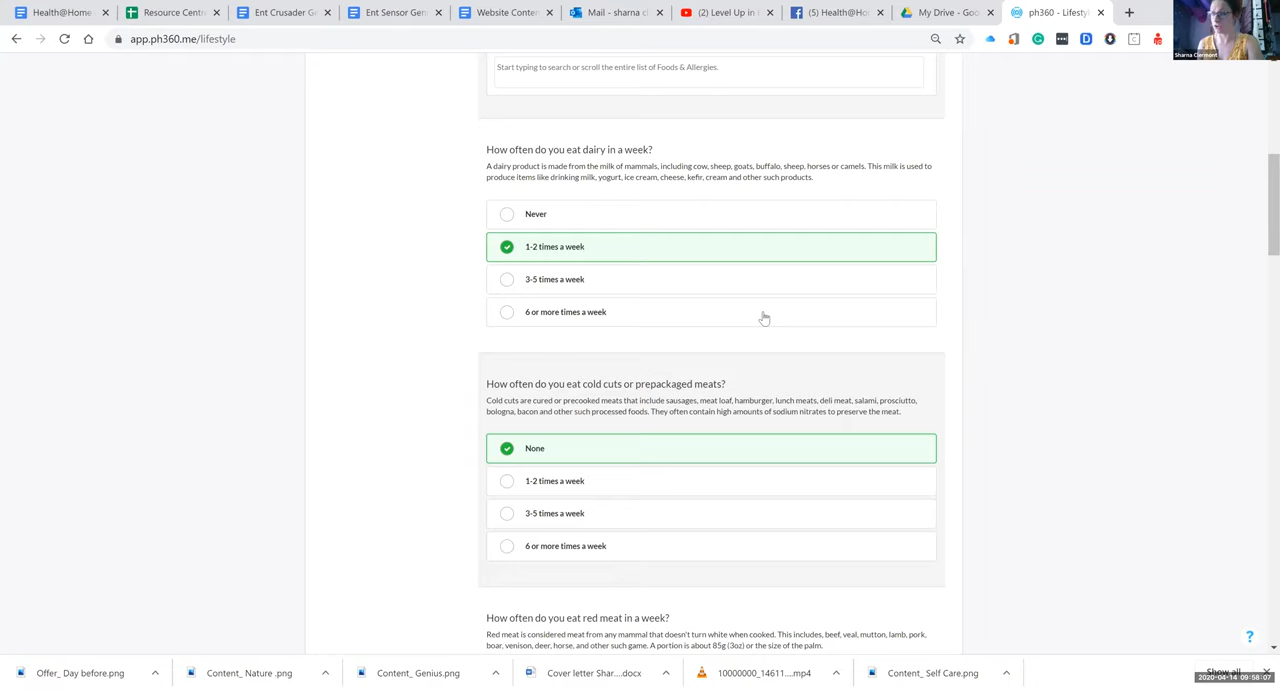 Health@Home
Resource Centr
Ent Crusader Ge
Ent Sensor Gen
Website Conten
Mail - sharna cl
(2) Level Up in
(5) Health@Ho
My Drive - Goo
ph360 - Lifesty
app.ph360.me/lifestyle
Sharna Clermont
Start typing to search or scroll the entire list of Foods & Allergies.
How often do you eat dairy in a week?
A dairy product is made from the milk of mammals, including cow, sheep, goats, buffalo, sheep, horses or camels. This milk is used to
produce items like drinking milk, yogurt, ice cream, cheese, kefir, cream and other such products.
Never
1-2 times a week
3-5 times a week
6 or more times a week
How often do you eat cold cuts or prepackaged meats?
Cold cuts are cured or precooked meats that include sausages, meat loaf, hamburger, lunch meats, deli meat, salami, prosciutto,
bologna, bacon and other such processed foods. They often contain high amounts of sodium nitrates to preserve the meat.
None
1-2 times a week
3-5 times a week
6 or more times a week
How often do you eat red meat in a week?
Red meat is considered meat from any mammal that doesn't turn white when cooked. This includes, beef, veal, mutton, lamb, pork,
boar, venison, deer, horse, and other such game. A portion is about 85g (3oz) or the size of the palm.
?
Offer_ Day before.png
Content_ Nature .png
Content_ Genius.png
Cover letter Shar....docx
10000000_14611....mp4
Content_ Self Care.png
Show all
2020-04-14 09:58:07